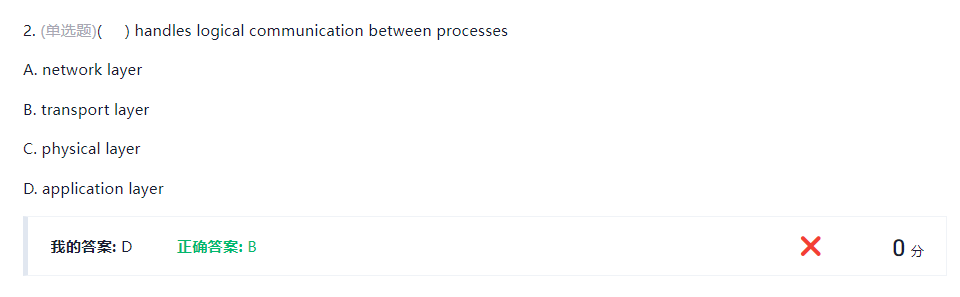 2. (单选题)( ) handles logical communication between processes
A. network layer
B. transport layer
C. physical layer
D. application layer
我的答案: D 正确答案: B 0 分